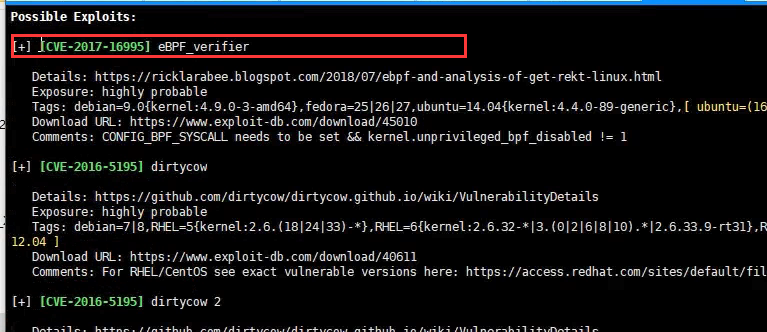 Possible Exploits:
[+] [CVE-2017-16995] eBPF_verifier
Details: https://ricklarabee.blogspot.com/2018/07/ebpf-and-analysis-of-get-rekt-linux.html
Exposure: highly probable
Tags: debian=9.0{kernel:4.9.0-3-amd64},fedora=25|26|27,ubuntu=14.04{kernel:4.4.0-89-generic},[ ubuntu=(16
Download URL: https://www.exploit-db.com/download/45010
Comments: CONFIG_BPF_SYSCALL needs to be set && kernel.unprivileged_bpf_disabled != 1
[+] [CVE-2016-5195] dirtycow
Details: https://github.com/dirtycow/dirtycow.github.io/wiki/VulnerabilityDetails
Exposure: highly probable
Tags: debian=7|8,RHEL=5{kernel:2.6.(18|24|33)-*},RHEL=6{kernel:2.6.32-*|3.(0|2|6|8|10).*|2.6.33.9-rt31},R
12.04 ]
Download URL: https://www.exploit-db.com/download/40611
Comments: For RHEL/CentOS see exact vulnerable versions here: https://access.redhat.com/sites/default/fil
[+] [CVE-2016-5195] dirtycow 2
Details: https://github.com/dirtycow/dirtycow.github.io/wiki/VulnerabilityDetails